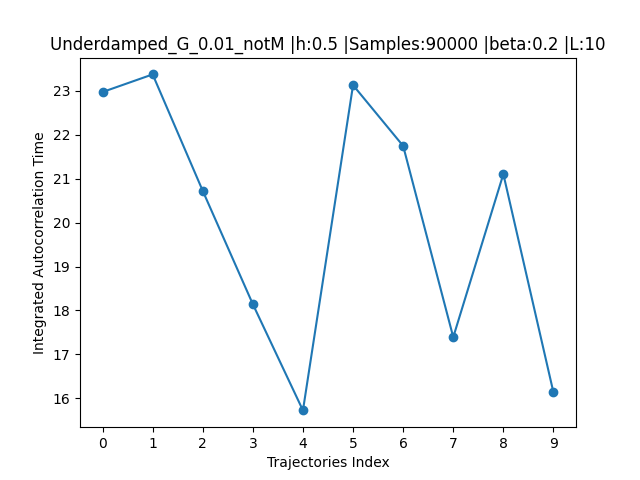 Underdamped_G_0.01_notM |h:0.5 |Samples:90000 |beta:0.2 |L:10
Integrated Autocorrelation Time
23
22
21
20
19
18
17
16
0 1 2 3 4 5 6 7 8 9
Trajectories Index